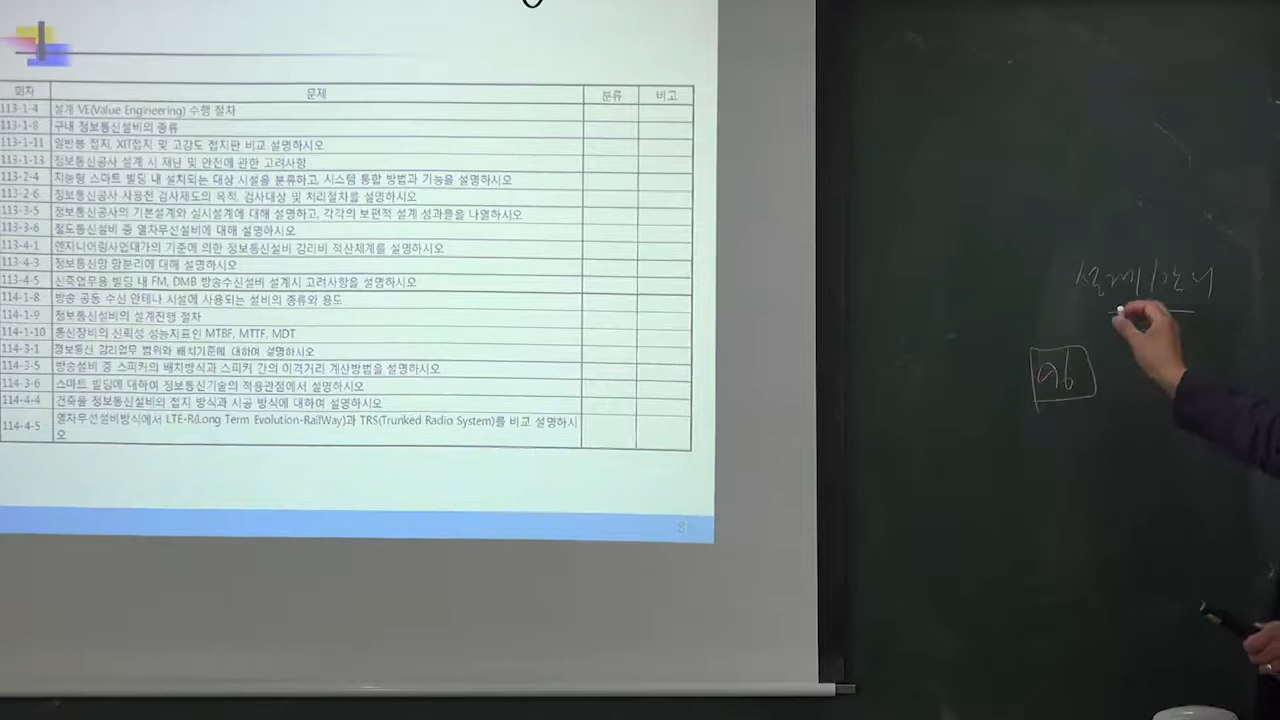 회차 문제 분류 비고
113-1-4 설계 VE(Value Engineering) 수행 절차
113-1-8 구내 정보통신설비의 종류
113-1-11 일반봉 접지, XIT접지 및 고강도 접지판 비교 설명하시오
113-1-13 정보통신공사 설계 시 재난 및 안전에 관한 고려사항
113-2-4 지능형 스마트 빌딩 내 설치되는 대상 시설을 분류하고, 시스템 통합 방법과 기능을 설명하시오
113-2-6 정보통신공사 사용전 검사제도의 목적, 검사대상 및 처리절차를 설명하시오
113-3-5 정보통신공사의 기본설계와 실시설계에 대해 설명하고, 각각의 보편적 설계 성과물을 나열하시오
113-3-6 철도통신설비 중 열차무선설비에 대해 설명하시오
113-4-1 엔지니어링사업대가의 기준에 의한 정보통신설비 감리비 적산체계를 설명하시오
113-4-3 정보통신망 망분리에 대해 설명하시오
113-4-5 신축업무용 빌딩 내 FM, DMB 방송수신설비 설계시 고려사항을 설명하시오
114-1-8 방송 공동 수신 안테나 시설에 사용되는 설비의 종류와 용도
114-1-9 정보통신설비의 설계진행 절차
114-1-10 통신장비의 신뢰성 성능지표인 MTBF, MTTF, MDT
114-3-1 정보통신 감리업무 범위와 배치기준에 대하여 설명하시오
114-3-5 방송설비 중 스피커의 배치방식과 스피커 간의 이격거리 계산방법을 설명하시오
114-3-6 스마트 빌딩에 대하여 정보통신기술의 적용관점에서 설명하시오
114-4-4 건축물 정보통신설비의 접지 방식과 시공 방식에 대하여 설명하시오
114-4-5 열차무선설비방식에서 LTE-R(Long Term Evolution-RailWay)과 TRS(Trunked Radio System)를 비교 설명하시
오
8
설계/감리